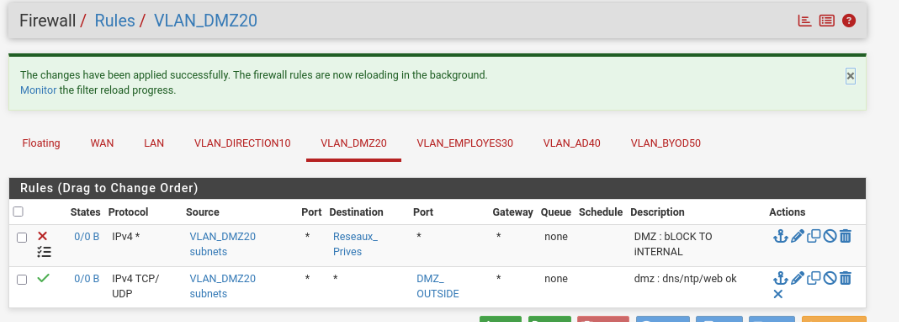 Firewall / Rules / VLAN_DMZ20
The changes have been applied successfully. The firewall rules are now reloading in the background.
Monitor the filter reload progress.
×
Floating WAN LAN VLAN_DIRECTION10 VLAN_DMZ20 VLAN_EMPLOYES30 VLAN_AD40 VLAN_BYOD50
Rules (Drag to Change Order)
States Protocol Source Port Destination Port Gateway Queue Schedule Description Actions
0/0 B IPv4 * VLAN_DMZ20 * Reseaux_ * * none DMZ : bLOCK TO
subnets Prives iNTERNAL
0/0 B IPv4 TCP/ VLAN_DMZ20 * * DMZ_ * none dmz : dns/ntp/web ok
UDP subnets OUTSIDE